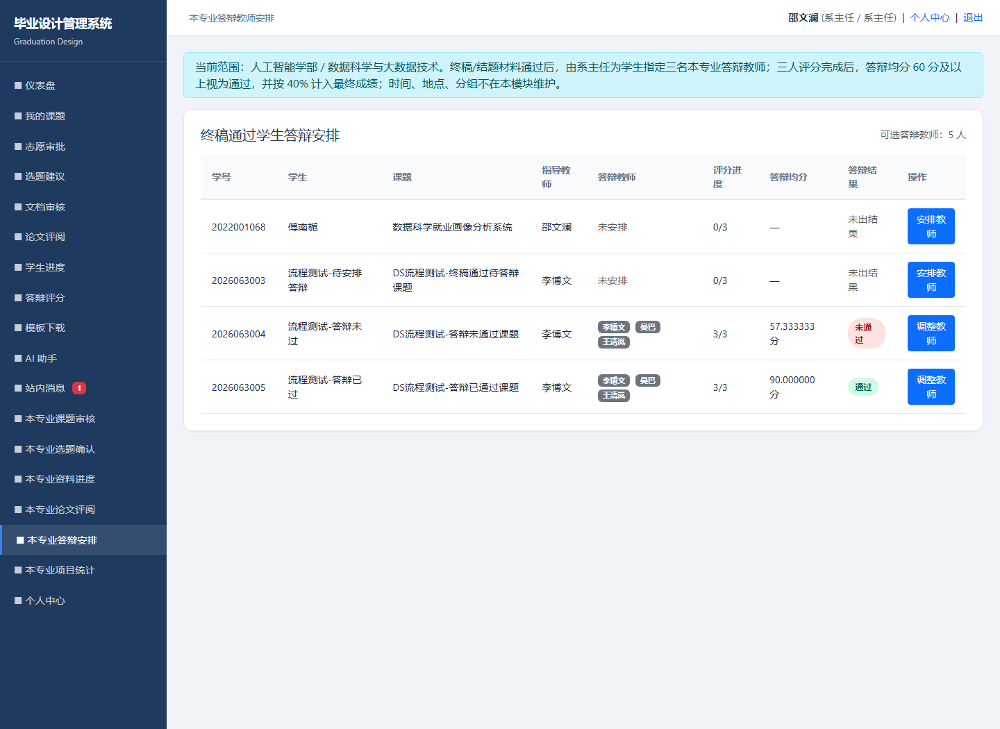 毕业设计管理系统
Graduation Design
仪表盘
我的课题
志愿审批
选题建议
文档审核
论文评阅
学生进度
答辩评分
模板下载
AI 助手
站内消息 1
本专业课题审核
本专业选题确认
本专业资料进度
本专业论文评阅
本专业答辩安排
本专业项目统计
个人中心
本专业答辩教师安排
邵文澜 (系主任 / 系主任) | 个人中心 | 退出
当前范围：人工智能学部 / 数据科学与大数据技术。终稿/结题材料通过后，由系主任为学生指定三名本专业答辩教师；三人评分完成后，答辩均分 60 分及以
上视为通过，并按 40% 计入最终成绩；时间、地点、分组不在本模块维护。
终稿通过学生答辩安排
可选答辩教师：5 人
学号 学生 课题 指导教师 答辩教师 评分进度 答辩均分 答辩结果 操作
2022001068 傅南栀 数据科学就业画像分析系统 邵文澜 未安排 0/3 — 未出结果 安排教师
2026063003 流程测试-待安排答辩 DS流程测试-终稿通过待答辩课题 李博文 未安排 0/3 — 未出结果 安排教师
2026063004 流程测试-答辩未过 DS流程测试-答辩未通过课题 李博文 李博文 晏巴 王清岚 3/3 57.333333 分 未通过 调整教师
2026063005 流程测试-答辩已过 DS流程测试-答辩已通过课题 李博文 李博文 晏巴 王清岚 3/3 90.000000 分 通过 调整教师